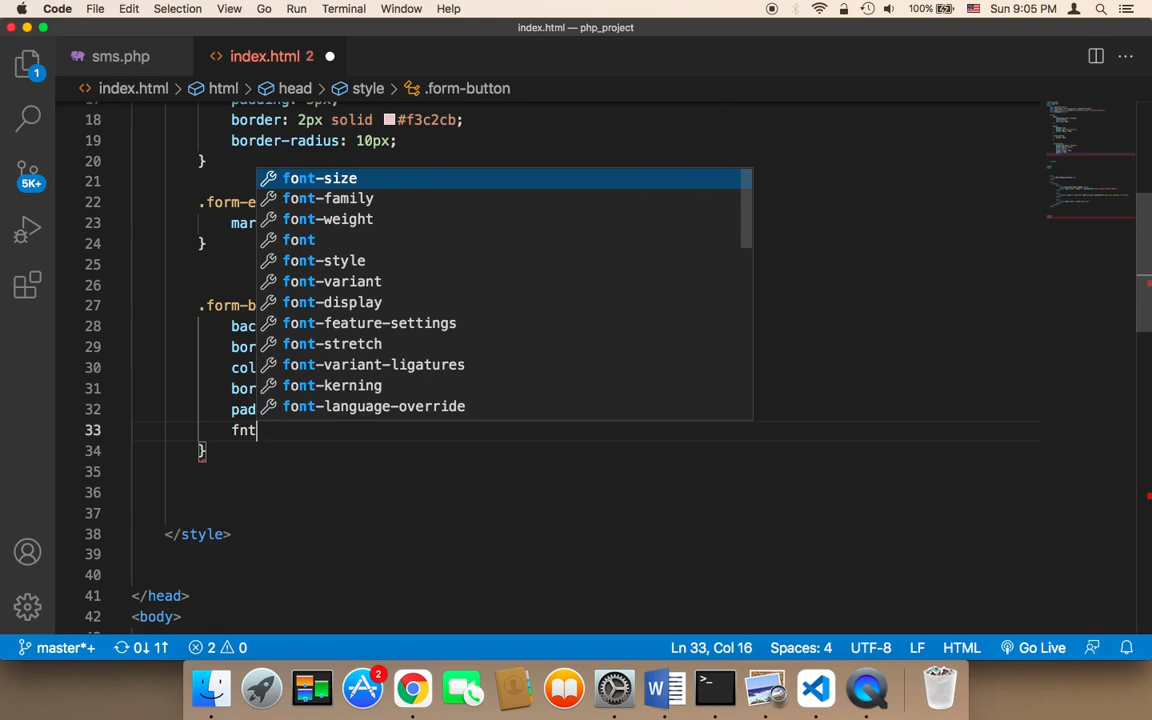 Code File Edit Selection View Go Run Terminal Window Help 100% Sun 9:05 PM
index.html — php_project
sms.php index.html 2
index.html > html > head > style > .form-button
1
5K+
18 border: 2px solid #f3c2cb;
19 border-radius: 10px;
20 }
21 font-size
22 .form-e font-family
23 mar font-weight
24 } font
25 font-style
26 font-variant
27 .form-b font-display
28 bac font-feature-settings
29 bor font-stretch
30 col font-variant-ligatures
31 bor font-kerning
32 pad font-language-override
33 fnt
34 }
35
36
37
38 </style>
39
40
41 </head>
42 <body>
master*+ 0↓ 1↑ 2 0 Ln 33, Col 16 Spaces: 4 UTF-8 LF HTML Go Live
2